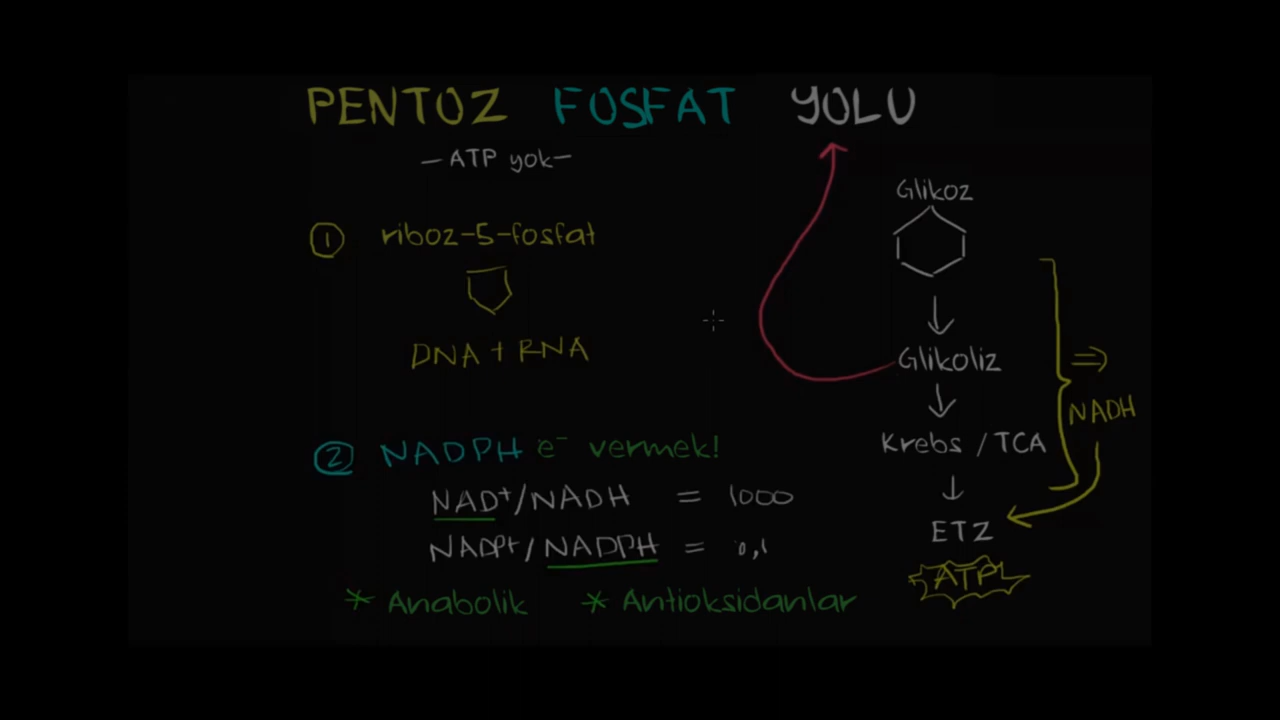 PENTOZ FOSFAT YOLU
- ATP yok -
1 riboz-5-fosfat
DNA + RNA
2 NADPH e⁻ vermek!
NAD⁺/NADH = 1000
NADP⁺/NADPH = 0,1
* Anabolik * Antioksidanlar
Glikoz
Glikoliz
⇒
NADH
Krebs / TCA
ETZ
ATP